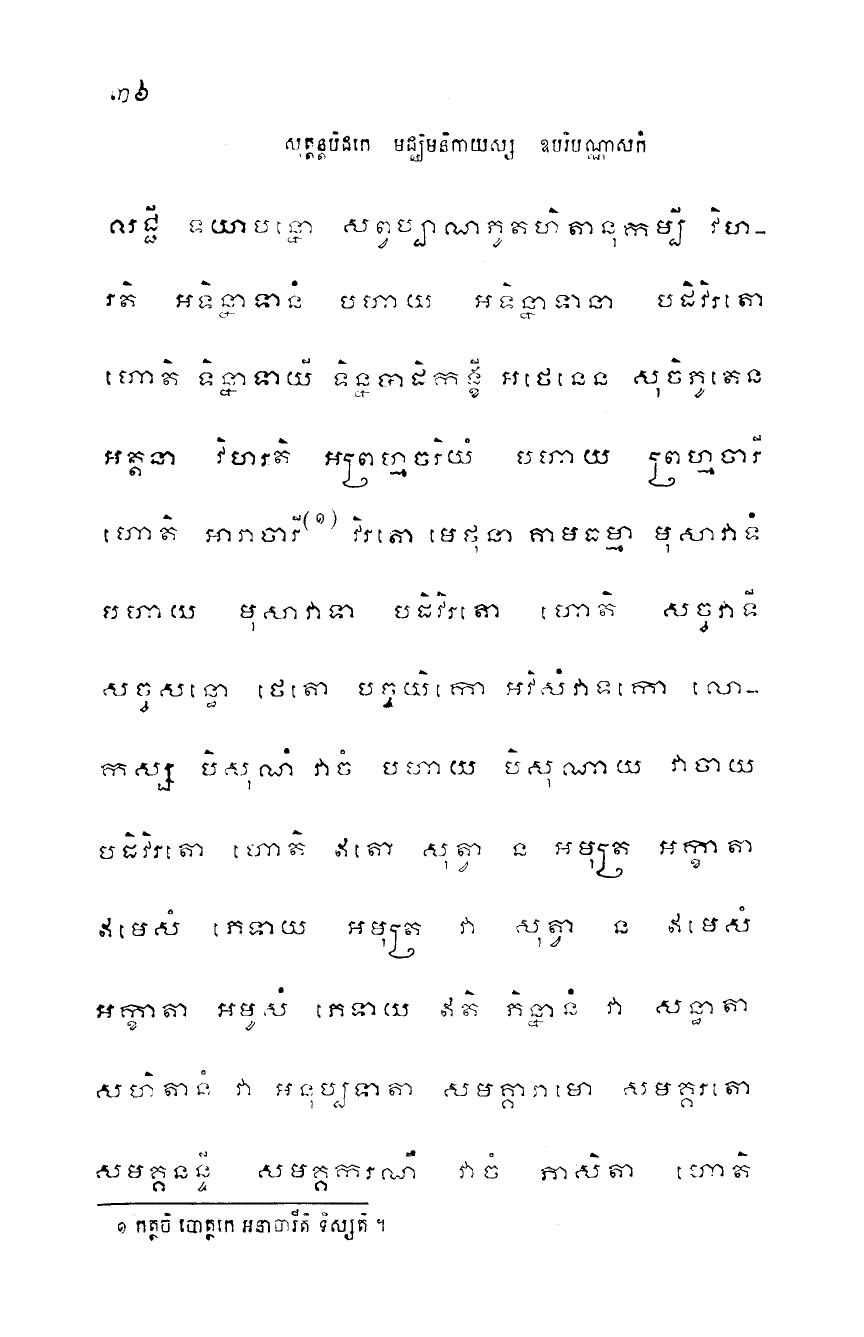 ៣៦
សុត្តន្តបិដកេ មជ្ឈិមនិកាយស្ស ឧបរិបណ្ណាសកំ
លជ្ជី ទយាបន្នោ សព្វប្បាណភូតហិតានុកម្បី វិហ-
រតិ អទិន្នាទានំ បហាយ អទិន្នាទានា បដិវិរតោ
ហោតិ ទិន្នាទាយី ទិន្នបាដិកង្ខី អថេនេន សុចិភូតេន
អត្តនា វិហរតិ អព្រហ្មចរិយំ បហាយ ព្រហ្មចារី
ហោតិ អារាចារី(១) វិរតោ មេថុនា គាមធម្មា មុសាវាទំ
បហាយ មុសាវាទា បដិវិរតោ ហោតិ សច្ចវាទី
សច្ចសន្ធោ ថេតោ បច្ចយិកោ អវិសំវាទកោ លោ-
កស្ស បិសុណំ វាចំ បហាយ បិសុណាយ វាចាយ
បដិវិរតោ ហោតិ ឥតោ សុត្វា ន អមុត្រ អក្ខាតា
ឥមេសំ ភេទាយ អមុត្រ វា សុត្វា ន ឥមេសំ
អក្ខាតា អមូសំ ភេទាយ ឥតិ ភិន្នានំ វា សន្ធាតា
សហិតានំ វា អនុប្បទាតា សមគ្គារាមោ សមគ្គរតោ
សមគ្គនន្ទី សមគ្គករណឹ វាចំ ភាសិតា ហោតិ
១ កត្ថចិ បោត្ថកេ អនាចារីតិ ទិស្សតិ ។